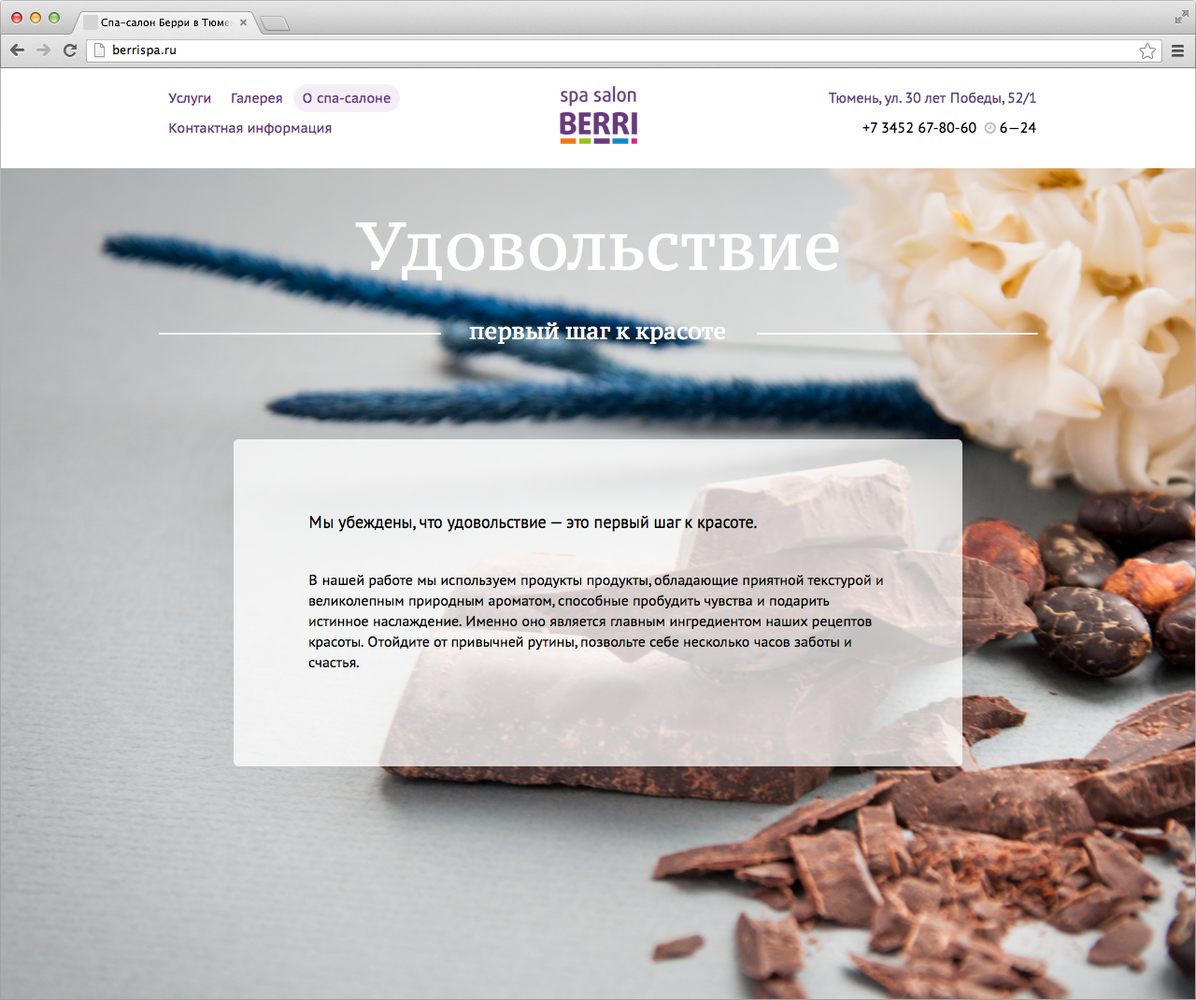 Спа-салон Берри в Тюме
berrispa.ru
Услуги Галерея О спа-салоне
Контактная информация
spa salon
BERRI
Тюмень, ул. 30 лет Победы, 52/1
+7 3452 67-80-60 6—24
Удовольствие
первый шаг к красоте
Мы убеждены, что удовольствие — это первый шаг к красоте.
В нашей работе мы используем продукты продукты, обладающие приятной текстурой и
великолепным природным ароматом, способные пробудить чувства и подарить
истинное наслаждение. Именно оно является главным ингредиентом наших рецептов
красоты. Отойдите от привычней рутины, позвольте себе несколько часов заботы и
счастья.